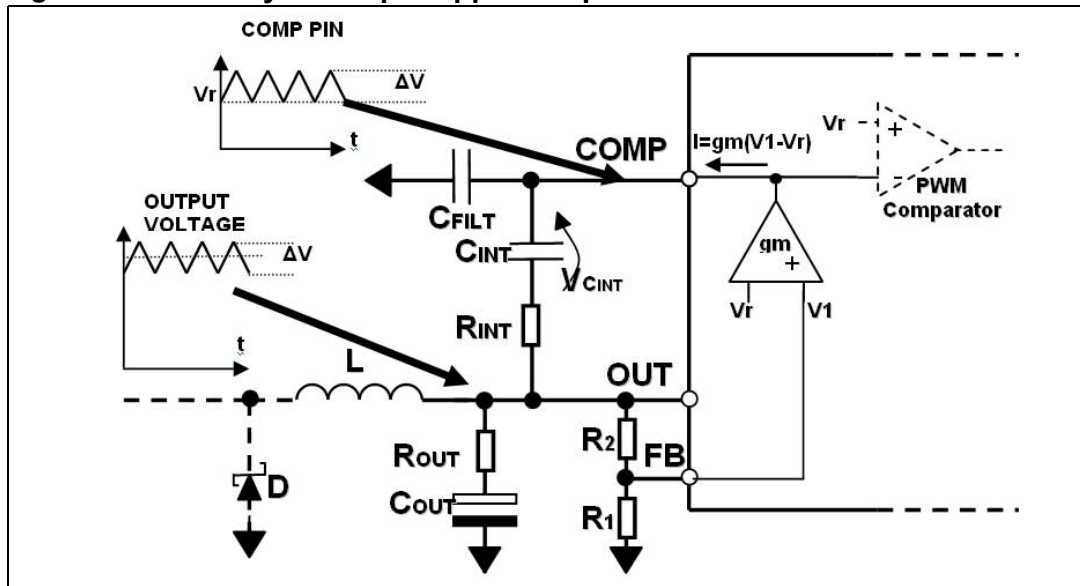 COMP PIN
Vr
ΔV
t
COMP
I=gm(V1-Vr)
Vr
+
-
PWM
Comparator
CFILT
OUTPUT
VOLTAGE
ΔV
t
CINT
VCINT
gm
+
Vr
V1
RINT
L
OUT
R2
FB
ROUT
D
COUT
R1